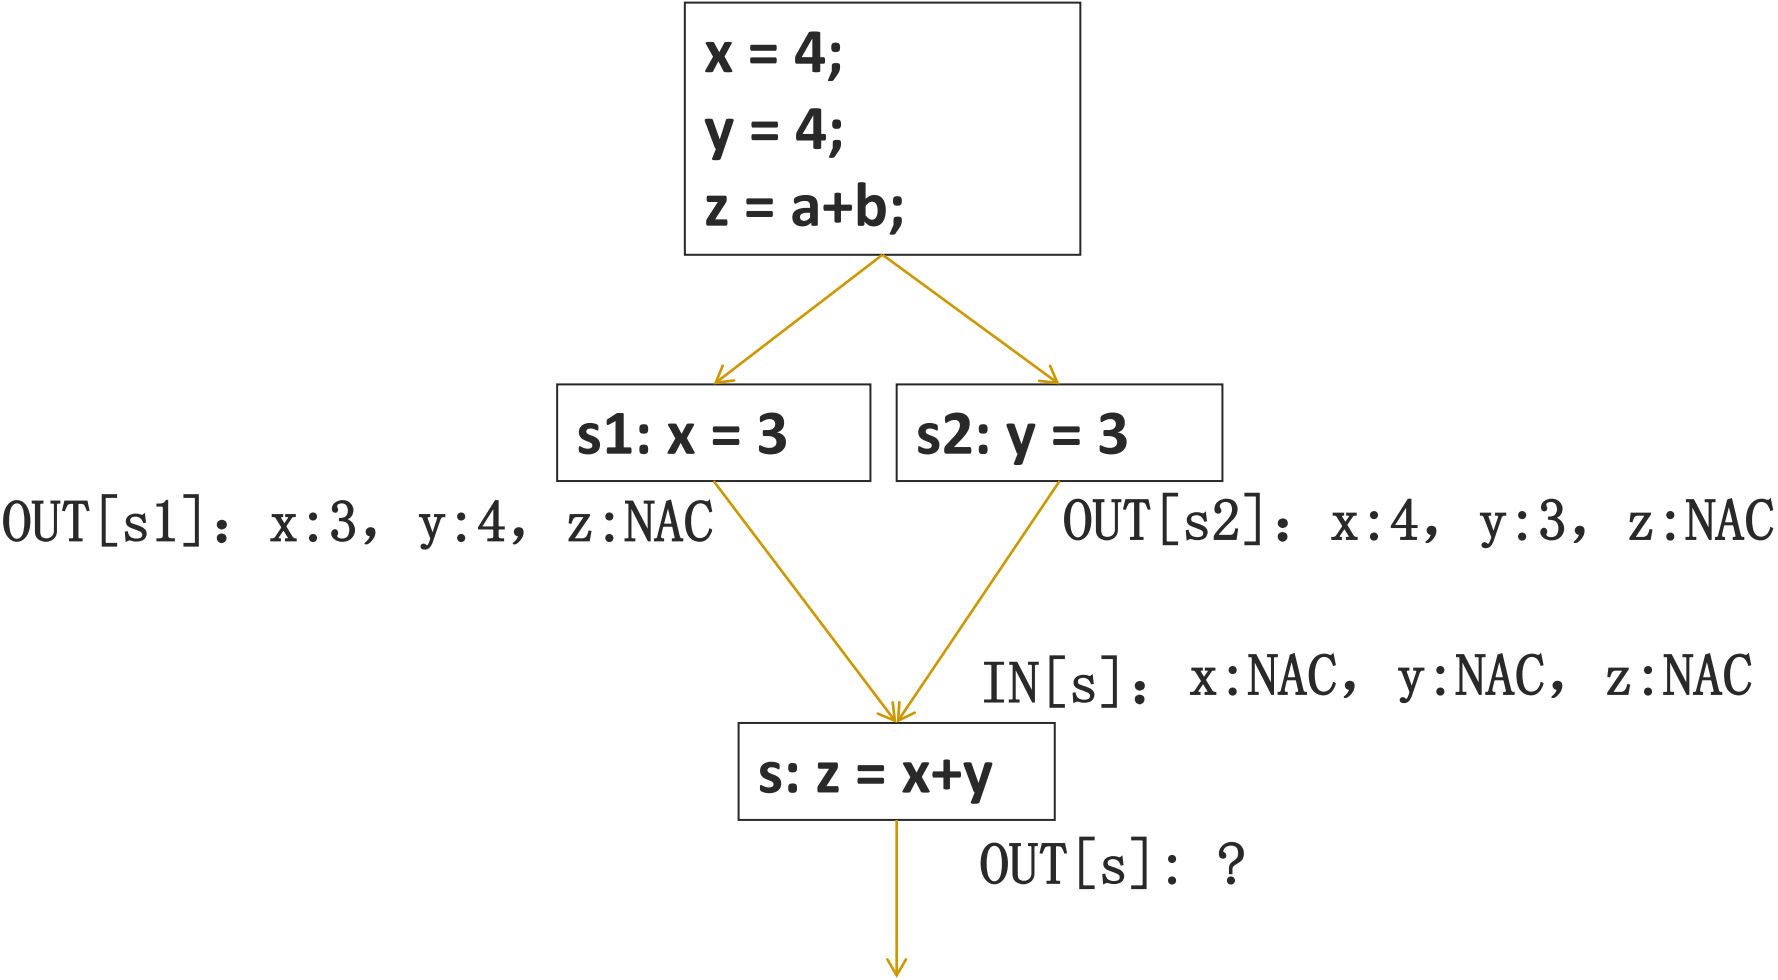 x = 4;
y = 4;
z = a+b;
s1: x = 3
s2: y = 3
OUT[s1]：x:3，y:4，z:NAC
OUT[s2]：x:4，y:3，z:NAC
IN[s]：x:NAC，y:NAC，z:NAC
s: z = x+y
OUT[s]: ?